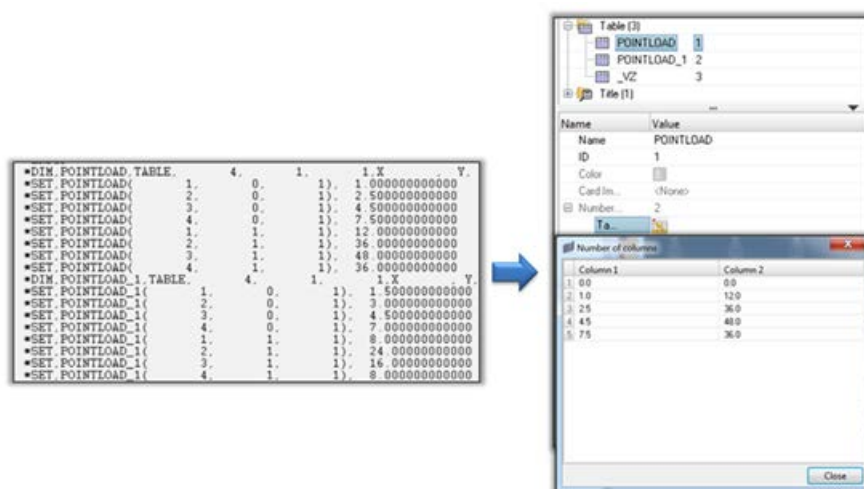 *DIM,POINTLOAD,TABLE, 4, 1, 1,X , Y,
*SET,POINTLOAD( 1, 0, 1), 1.000000000000
*SET,POINTLOAD( 2, 0, 1), 2.500000000000
*SET,POINTLOAD( 3, 0, 1), 4.500000000000
*SET,POINTLOAD( 4, 0, 1), 7.500000000000
*SET,POINTLOAD( 1, 1, 1), 12.00000000000
*SET,POINTLOAD( 2, 1, 1), 36.00000000000
*SET,POINTLOAD( 3, 1, 1), 48.00000000000
*SET,POINTLOAD( 4, 1, 1), 36.00000000000
*DIM,POINTLOAD_1,TABLE, 4, 1, 1,X , Y,
*SET,POINTLOAD_1( 1, 0, 1), 1.500000000000
*SET,POINTLOAD_1( 2, 0, 1), 3.000000000000
*SET,POINTLOAD_1( 3, 0, 1), 4.500000000000
*SET,POINTLOAD_1( 4, 0, 1), 7.000000000000
*SET,POINTLOAD_1( 1, 1, 1), 8.000000000000
*SET,POINTLOAD_1( 2, 1, 1), 24.00000000000
*SET,POINTLOAD_1( 3, 1, 1), 16.00000000000
*SET,POINTLOAD_1( 4, 1, 1), 8.000000000000
Table (3)
POINTLOAD 1
POINTLOAD_1 2
_VZ 3
Title (1)
Name Value
Name POINTLOAD
ID 1
Color
Card Im... <None>
Number... 2
Ta...
Number of columns
Column 1 Column 2
1 0.0 0.0
2 1.0 12.0
3 2.5 36.0
4 4.5 48.0
5 7.5 36.0
Close